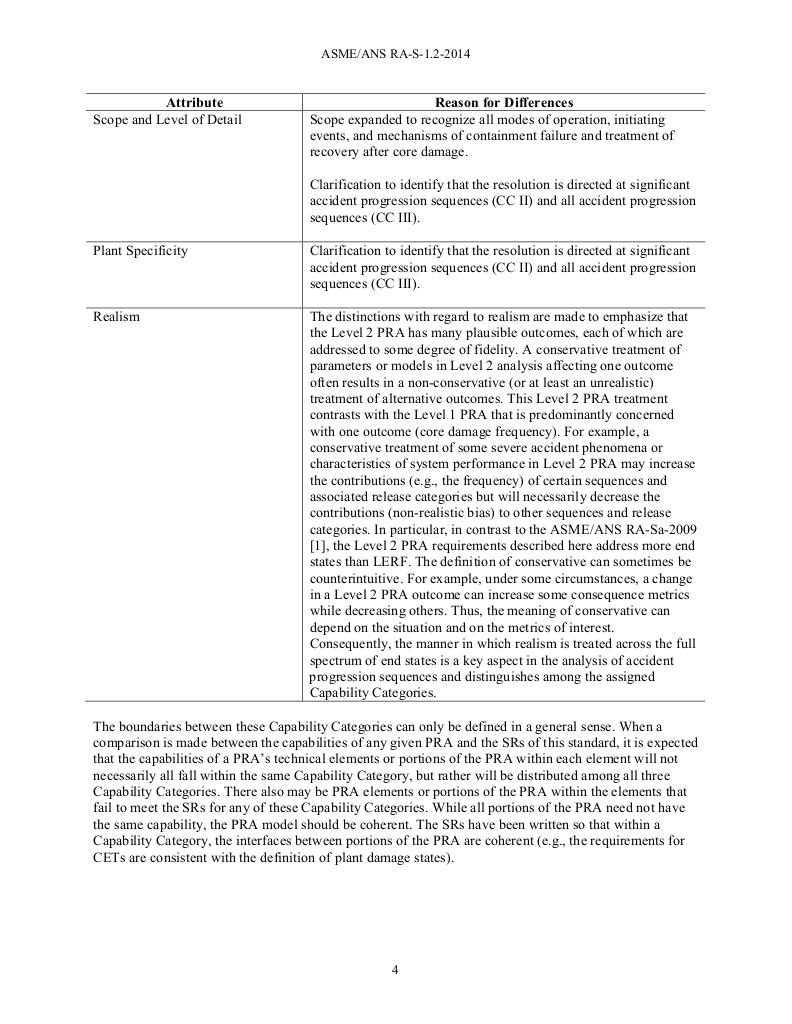 ASME/ANS RA-S-1.2-2014
Attribute
Reason for Differences
Scope and Level of Detail
Scope expanded to recognize all modes of operation, initiating
events, and mechanisms of containment failure and treatment of
recovery after core damage.
Clarification to identify that the resolution is directed at significant
accident progression sequences (CC II) and all accident progression
sequences (CC III).
Plant Specificity
Clarification to identify that the resolution is directed at significant
accident progression sequences (CC II) and all accident progression
sequences (CC III).
Realism
The distinctions with regard to realism are made to emphasize that
the Level 2 PRA has many plausible outcomes, each of which are
addressed to some degree of fidelity. A conservative treatment of
parameters or models in Level 2 analysis affecting one outcome
often results in a non-conservative (or at least an unrealistic)
treatment of alternative outcomes. This Level 2 PRA treatment
contrasts with the Level 1 PRA that is predominantly concerned
with one outcome (core damage frequency). For example, a
conservative treatment of some severe accident phenomena or
characteristics of system performance in Level 2 PRA may increase
the contributions (e.g., the frequency) of certain sequences and
associated release categories but will necessarily decrease the
contributions (non-realistic bias) to other sequences and release
categories. In particular, in contrast to the ASME/ANS RA-Sa-2009
[1], the Level 2 PRA requirements described here address more end
states than LERF. The definition of conservative can sometimes be
counterintuitive. For example, under some circumstances, a change
in a Level 2 PRA outcome can increase some consequence metrics
while decreasing others. Thus, the meaning of conservative can
depend on the situation and on the metrics of interest.
Consequently, the manner in which realism is treated across the full
spectrum of end states is a key aspect in the analysis of accident
progression sequences and distinguishes among the assigned
Capability Categories.
The boundaries between these Capability Categories can only be defined in a general sense. When a
comparison is made between the capabilities of any given PRA and the SRs of this standard, it is expected
that the capabilities of a PRA's technical elements or portions of the PRA within each element will not
necessarily all fall within the same Capability Category, but rather will be distributed among all three
Capability Categories. There also may be PRA elements or portions of the PRA within the elements that
fail to meet the SRs for any of these Capability Categories. While all portions of the PRA need not have
the same capability, the PRA model should be coherent. The SRs have been written so that within a
Capability Category, the interfaces between portions of the PRA are coherent (e.g., the requirements for
CETs are consistent with the definition of plant damage states).
4